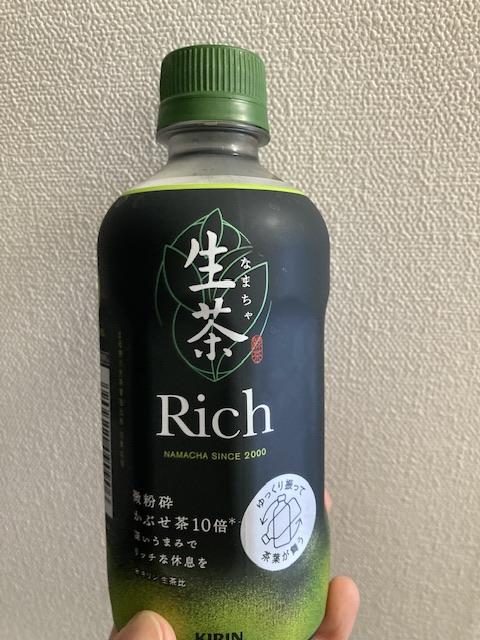 生茶
なまちゃ
緑茶
Rich
NAMACHA SINCE 2000
微粉砕
かぶせ茶10倍*
深いうまみで
リッチな休息を
*キリン 生茶比
ゆっくり振って
茶葉が舞う
KIRIN